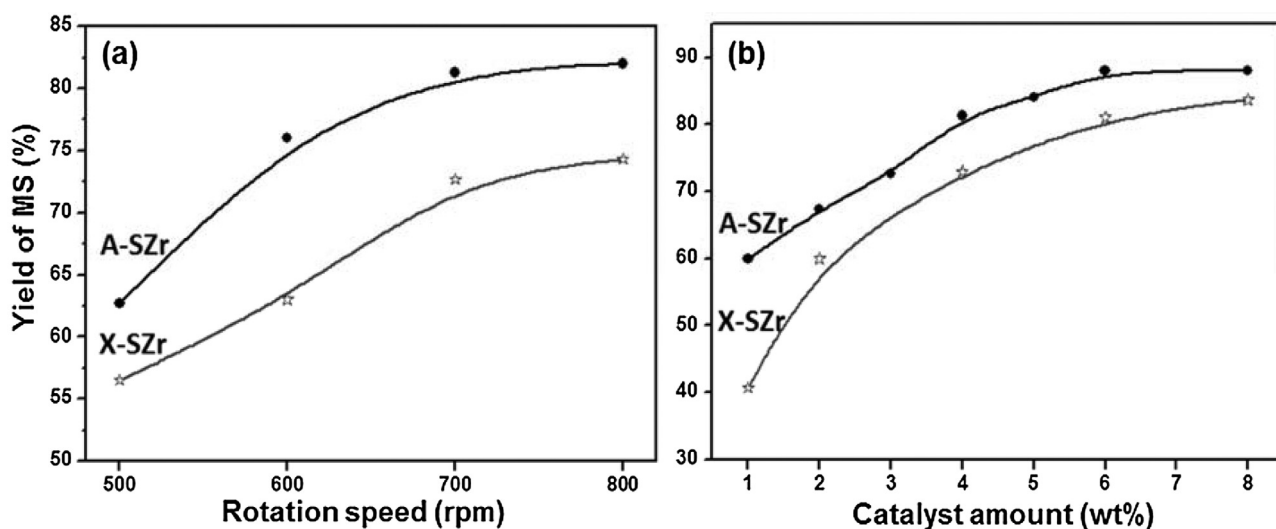 (a)
Yield of MS (%)
85
80
75
70
65
60
55
50
A-SZr
X-SZr
500 600 700 800
Rotation speed (rpm)
(b)
90
80
70
60
50
40
30
A-SZr
X-SZr
1 2 3 4 5 6 7 8
Catalyst amount (wt%)